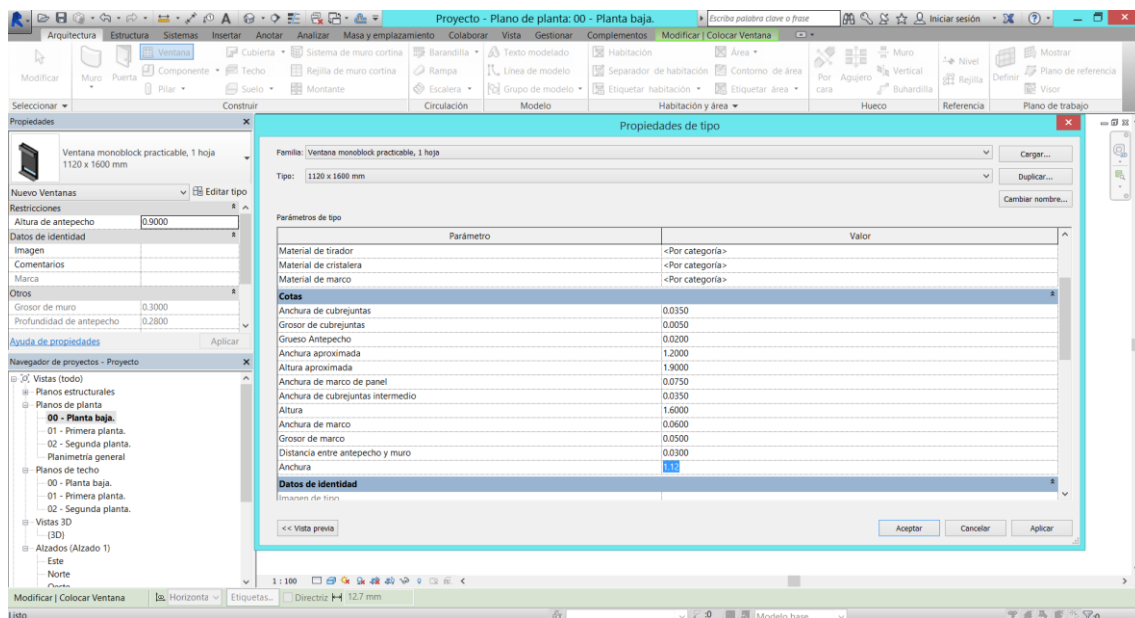 Proyecto - Plano de planta: 00 - Planta baja.
Escriba palabra clave o frase
Iniciar sesión
Arquitectura Estructura Sistemas Insertar Anotar Analizar Masa y emplazamiento Colaborar Vista Gestionar Complementos Modificar | Colocar Ventana
Modificar
Muro
Puerta
Ventana
Componente
Pilar
Cubierta
Techo
Suelo
Sistema de muro cortina
Rejilla de muro cortina
Montante
Barandilla
Rampa
Escalera
Texto modelado
Línea de modelo
Grupo de modelo
Habitación
Separador de habitación
Etiquetar habitación
Área
Contorno de área
Etiquetar área
Por cara
Agujero
Muro
Vertical
Buhardilla
Nivel
Rejilla
Definir
Mostrar
Plano de referencia
Visor
Seleccionar Construir Circulación Modelo Habitación y área Hueco Referencia Plano de trabajo
Propiedades
Ventana monoblock practicable, 1 hoja
1120 x 1600 mm
Nuevo Ventanas Editar tipo
Restricciones
Altura de antepecho 0.9000
Datos de identidad
Imagen
Comentarios
Marca
Otros
Grosor de muro 0.3000
Profundidad de antepecho 0.2800
Ayuda de propiedades Aplicar
Navegador de proyectos - Proyecto
Vistas (todo)
Planos estructurales
Planos de planta
00 - Planta baja.
01 - Primera planta.
02 - Segunda planta.
Planimetría general
Planos de techo
00 - Planta baja.
01 - Primera planta.
02 - Segunda planta.
Vistas 3D
{3D}
Alzados (Alzado 1)
Este
Norte
Oeste
Propiedades de tipo
Familia: Ventana monoblock practicable, 1 hoja Cargar...
Tipo: 1120 x 1600 mm Duplicar...
Cambiar nombre...
Parámetros de tipo
Parámetro Valor
Material de tirador <Por categoría>
Material de cristalera <Por categoría>
Material de marco <Por categoría>
Cotas
Anchura de cubrejuntas 0.0350
Grosor de cubrejuntas 0.0050
Grueso Antepecho 0.0200
Anchura aproximada 1.2000
Altura aproximada 1.9000
Anchura de marco de panel 0.0750
Anchura de cubrejuntas intermedio 0.0350
Altura 1.6000
Anchura de marco 0.0600
Grosor de marco 0.0500
Distancia entre antepecho y muro 0.0300
Anchura 1.12
Datos de identidad
Imagen de tipo
<< Vista previa Aceptar Cancelar Aplicar
1 : 100
Modificar | Colocar Ventana Horizonta Etiquetas... Directriz 12.7 mm
Listo :0 Modelo base :0